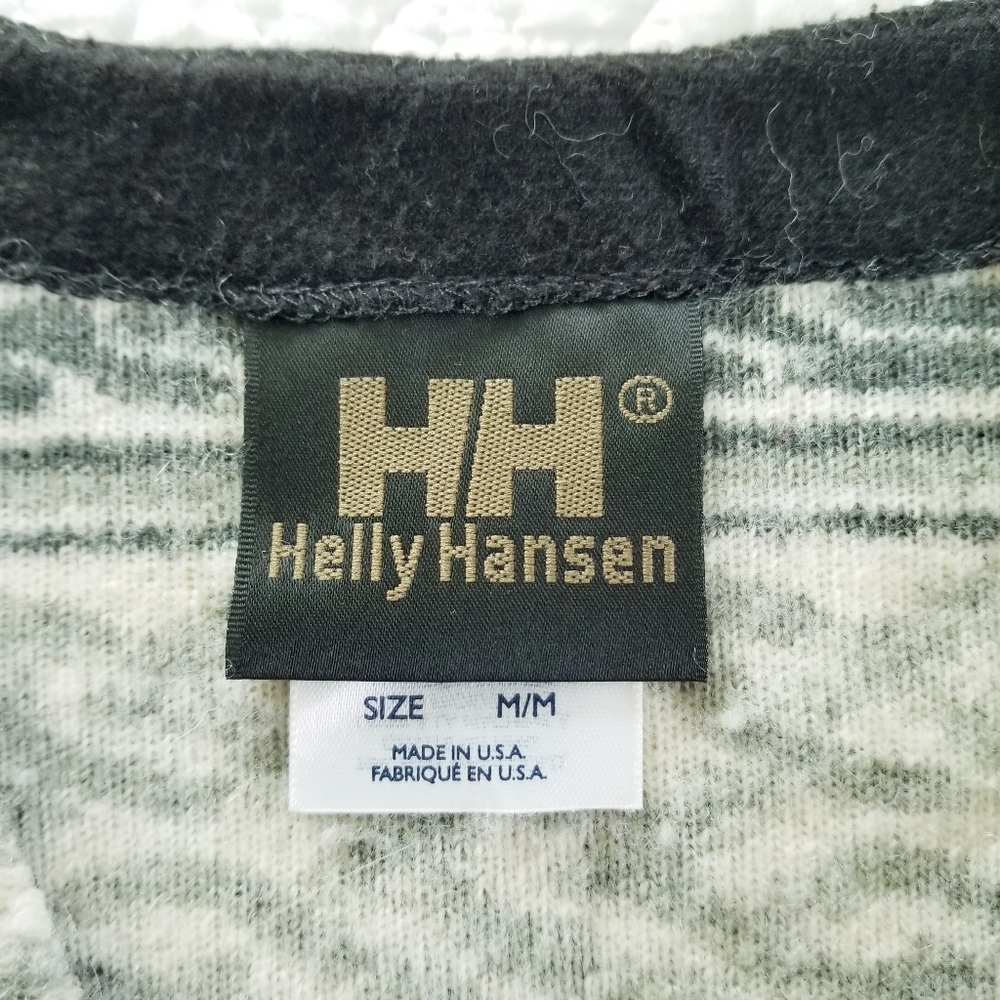 HH®
Helly Hansen
SIZE M/M
MADE IN U.S.A.
FABRIQUÉ EN U.S.A.